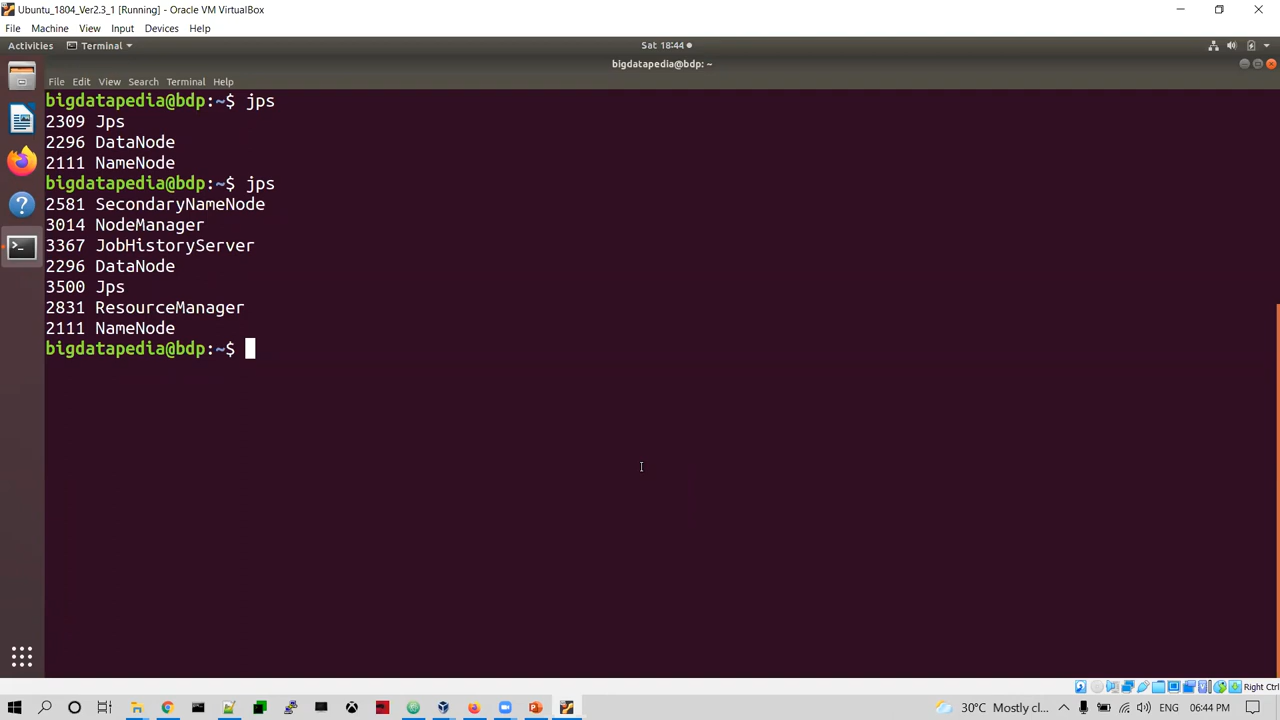 Ubuntu_1804_Ver2.3_1 [Running] - Oracle VM VirtualBox
File Machine View Input Devices Help
Activities Terminal Sat 18:44
bigdatapedia@bdp: ~
File Edit View Search Terminal Help
bigdatapedia@bdp:~$ jps
2309 Jps
2296 DataNode
2111 NameNode
bigdatapedia@bdp:~$ jps
2581 SecondaryNameNode
3014 NodeManager
3367 JobHistoryServer
2296 DataNode
3500 Jps
2831 ResourceManager
2111 NameNode
bigdatapedia@bdp:~$
Right Ctrl
30°C Mostly cl... ENG 06:44 PM